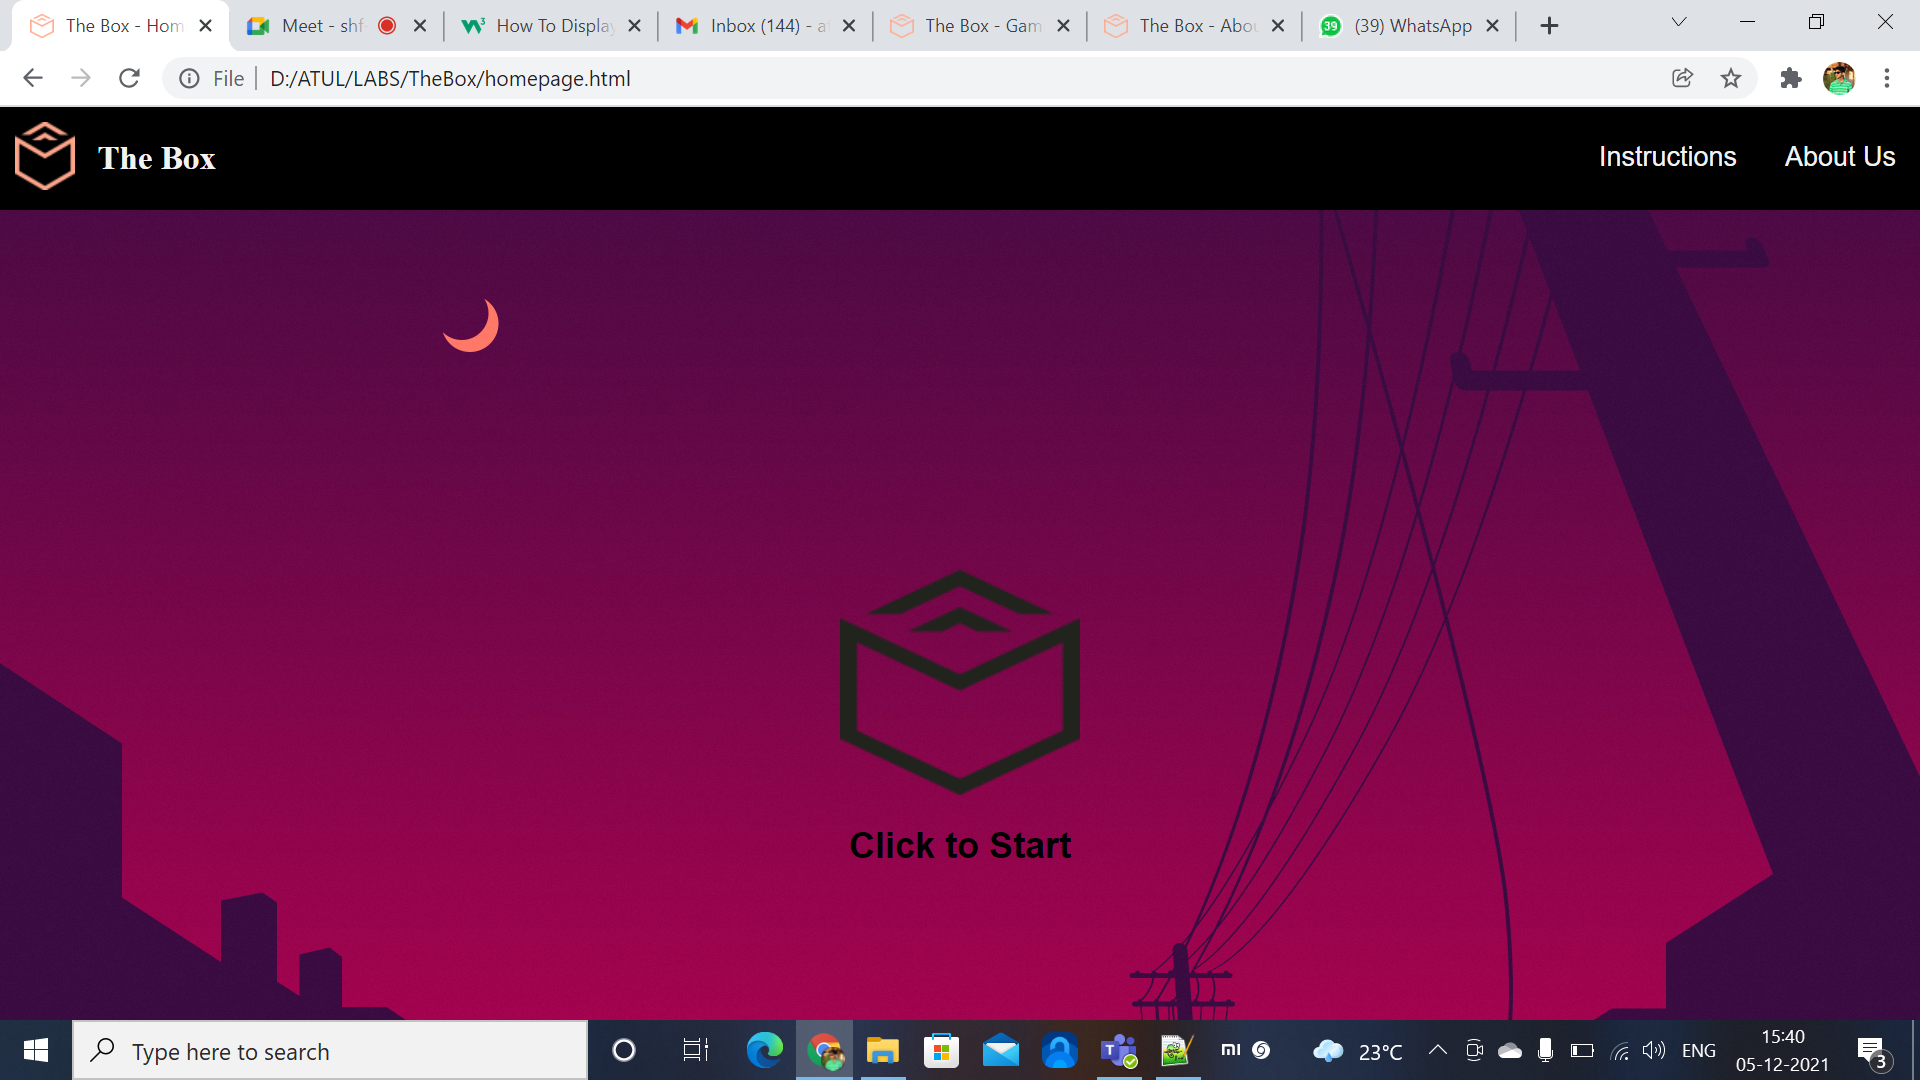 The Box - Hom
Meet - shf
How To Display
Inbox (144) - a
The Box - Gam
The Box - Abou
(39) WhatsApp
File
D:/ATUL/LABS/TheBox/homepage.html
The Box
Instructions
About Us
Click to Start
Type here to search
23°C
ENG
15:40
05-12-2021
3